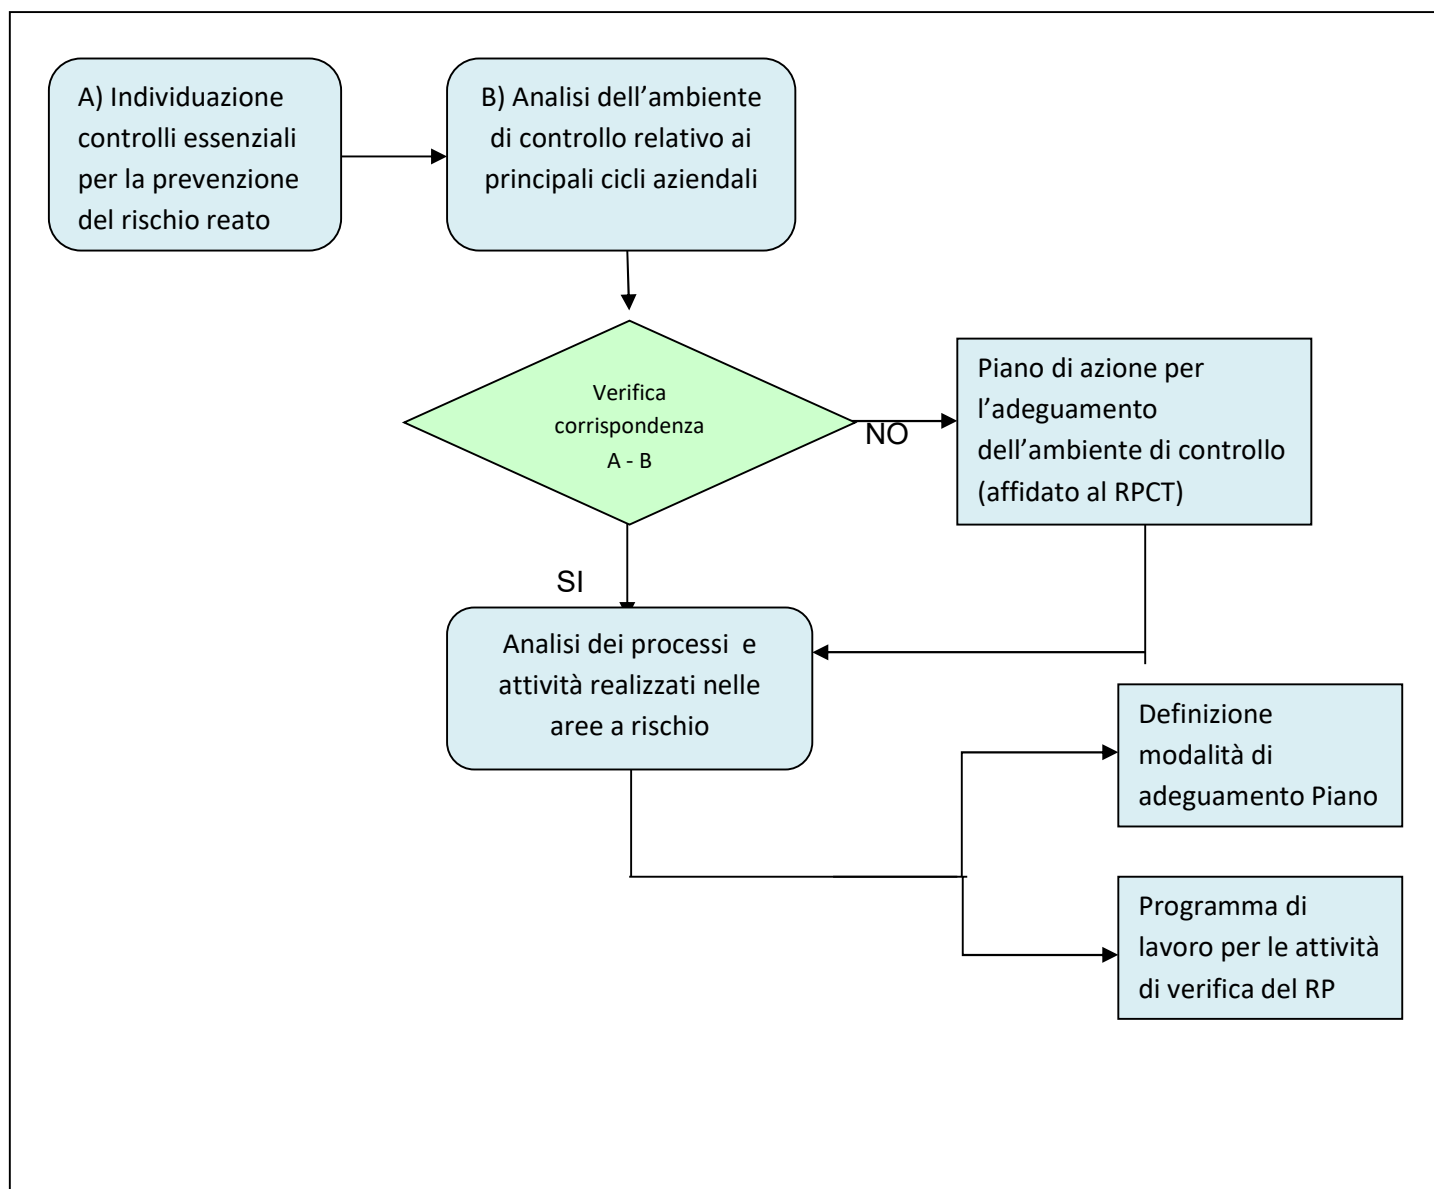 A) Individuazione
controlli essenziali
per la prevenzione
del rischio reato
B) Analisi dell’ambiente
di controllo relativo ai
principali cicli aziendali
Verifica
corrispondenza
A - B
NO
Piano di azione per
l’adeguamento
dell’ambiente di controllo
(affidato al RPCT)
SI
Analisi dei processi  e
attività realizzati nelle
aree a rischio
Definizione
modalità di
adeguamento Piano
Programma di
lavoro per le attività
di verifica del RP